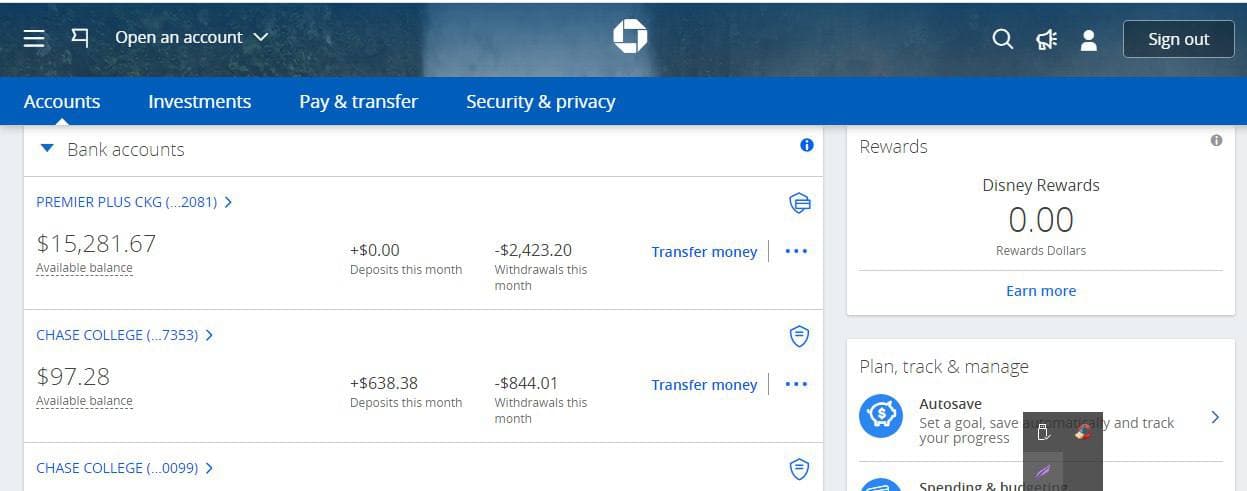 Open an account
Sign out
Accounts Investments Pay & transfer Security & privacy
Bank accounts
PREMIER PLUS CKG (...2081)
$15,281.67
Available balance
+$0.00
Deposits this month
-$2,423.20
Withdrawals this
month
Transfer money
CHASE COLLEGE (...7353)
$97.28
Available balance
+$638.38
Deposits this month
-$844.01
Withdrawals this
month
Transfer money
CHASE COLLEGE (...0099)
Rewards
Disney Rewards
0.00
Rewards Dollars
Earn more
Plan, track & manage
Autosave
Set a goal, save automatically and track
your progress
Spending & budgeting